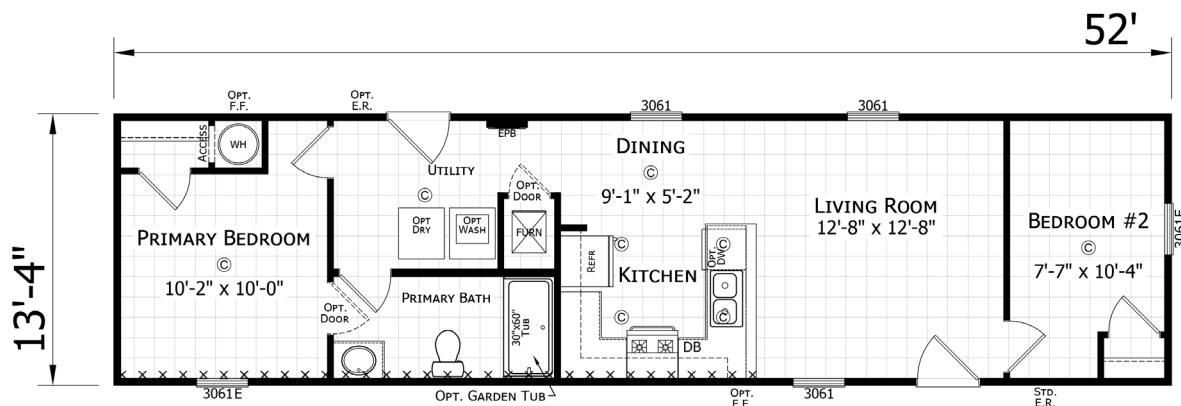 52'
13'-4"
OPT.
F.F.
OPT.
E.R.
3061
3061
ACCESS
WH
EPB
UTILITY
OPT.
DOOR
FURN
OPT
DRY
OPT
WASH
DINING
9'-1" x 5'-2"
LIVING ROOM
12'-8" x 12'-8"
BEDROOM #2
7'-7" x 10'-4"
3061E
PRIMARY BEDROOM
10'-2" x 10'-0"
OPT.
DOOR
PRIMARY BATH
30"x60"
TUB
REFR
KITCHEN
OPT.
DW
DB
C
C
C
C
C
C
C
C
3061E
OPT. GARDEN TUB
OPT.
F.F.
3061
STD.
E.R.